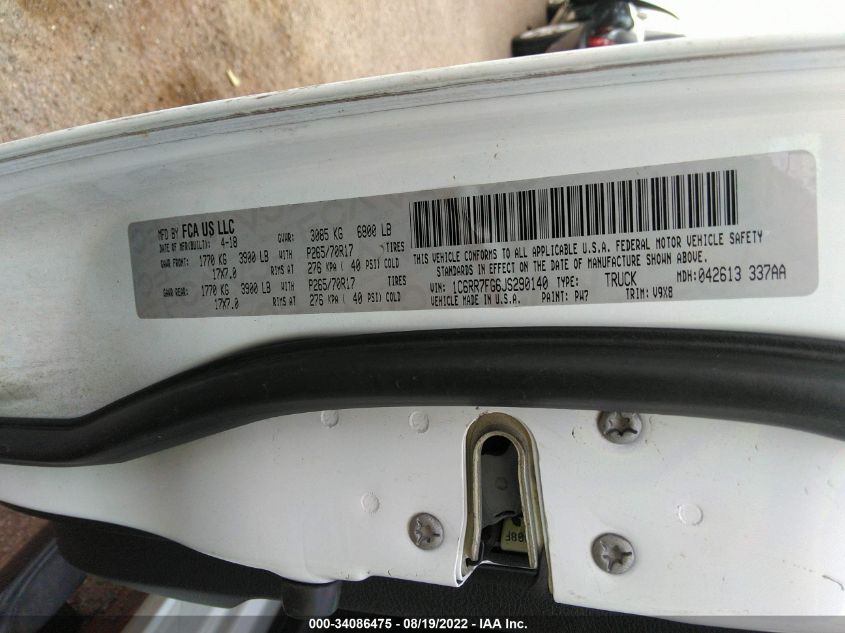 MFD BY FCA US LLC
DATE OF MFR(BUILT): 4-18 GVWR: 3085 KG 6800 LB
GAWR FRONT: 1770 KG 3900 LB WITH P265/70R17 TIRES
17X7.0 RIMS AT 276 KPA ( 40 PSI) COLD
GAWR REAR: 1770 KG 3900 LB WITH P265/70R17 TIRES
17X7.0 RIMS AT 276 KPA ( 40 PSI) COLD
THIS VEHICLE CONFORMS TO ALL APPLICABLE U.S.A. FEDERAL MOTOR VEHICLE SAFETY
STANDARDS IN EFFECT ON THE DATE OF MANUFACTURE SHOWN ABOVE.
VIN: 1C6RR7FG6JS290140 TYPE: TRUCK MDH: 042613 337AA
VEHICLE MADE IN U.S.A. PAINT: PW7 TRIM: V9X8
000-34086475 - 08/19/2022 - IAA Inc.